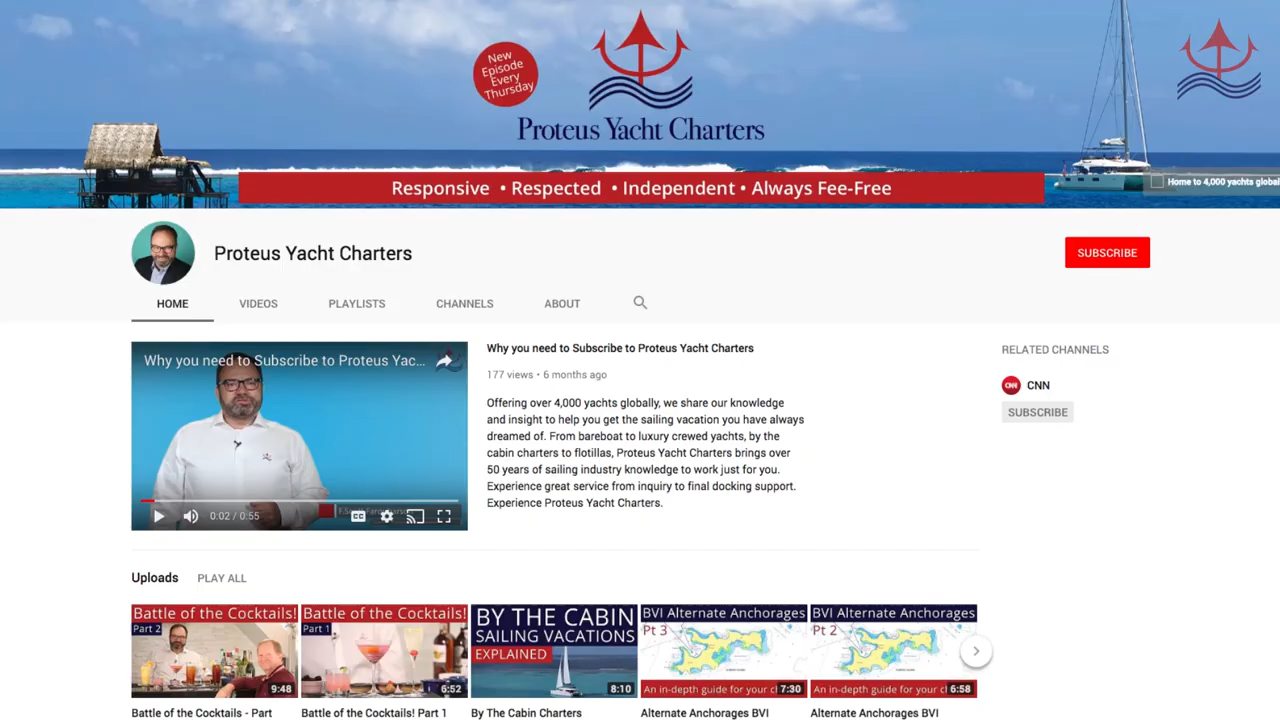 New
Episode
Every
Thursday
Proteus Yacht Charters
Responsive • Respected • Independent • Always Fee-Free
Home to 4,000 yachts global
Proteus Yacht Charters
SUBSCRIBE
HOME
VIDEOS
PLAYLISTS
CHANNELS
ABOUT
Why you need to Subscribe to Proteus Yac...
0:02 / 0:55
CC
Why you need to Subscribe to Proteus Yacht Charters
177 views • 6 months ago
Offering over 4,000 yachts globally, we share our knowledge
and insight to help you get the sailing vacation you have always
dreamed of. From bareboat to luxury crewed yachts, by the
cabin charters to flotillas, Proteus Yacht Charters brings over
50 years of sailing industry knowledge to work just for you.
Experience great service from inquiry to final docking support.
Experience Proteus Yacht Charters.
RELATED CHANNELS
CNN
CNN
SUBSCRIBE
Uploads
PLAY ALL
Battle of the Cocktails!
Part 2
9:48
Battle of the Cocktails - Part
Battle of the Cocktails!
Part 1
6:52
Battle of the Cocktails! Part 1
BY THE CABIN
SAILING VACATIONS
EXPLAINED
8:10
By The Cabin Charters
BVI Alternate Anchorages
Pt 3
An in-depth guide for your cl
7:30
Alternate Anchorages BVI
BVI Alternate Anchorages
Pt 2
An in-depth guide for your cl
6:58
Alternate Anchorages BVI